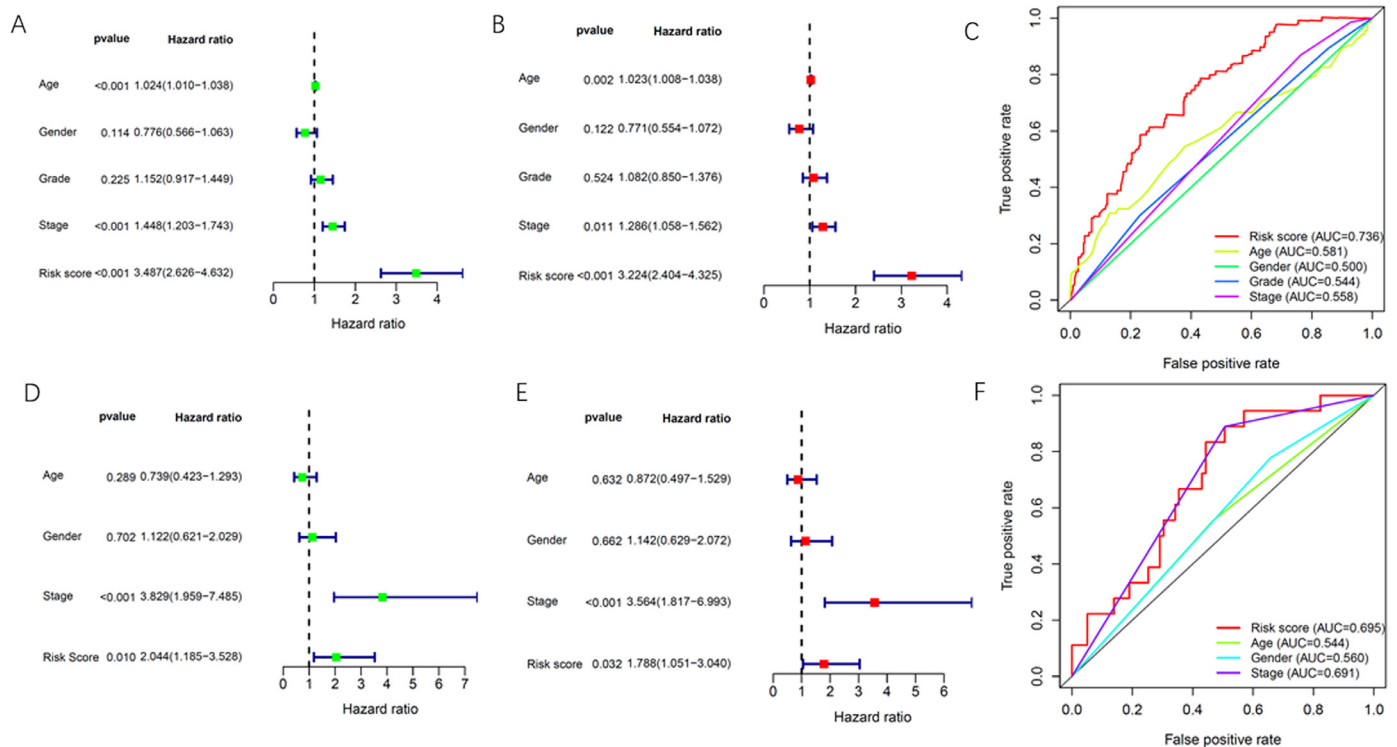 A
pvalue Hazard ratio
Age <0.001 1.024(1.010−1.038)
Gender 0.114 0.776(0.566−1.063)
Grade 0.225 1.152(0.917−1.449)
Stage <0.001 1.448(1.203−1.743)
Risk score <0.001 3.487(2.626−4.632)
0 1 2 3 4
Hazard ratio
B
pvalue Hazard ratio
Age 0.002 1.023(1.008−1.038)
Gender 0.122 0.771(0.554−1.072)
Grade 0.524 1.082(0.850−1.376)
Stage 0.011 1.286(1.058−1.562)
Risk score <0.001 3.224(2.404−4.325)
0 1 2 3 4
Hazard ratio
C
True positive rate
0.0 0.2 0.4 0.6 0.8 1.0
Risk score (AUC=0.736)
Age (AUC=0.581)
Gender (AUC=0.500)
Grade (AUC=0.544)
Stage (AUC=0.558)
0.0 0.2 0.4 0.6 0.8 1.0
False positive rate
D
pvalue Hazard ratio
Age 0.289 0.739(0.423−1.293)
Gender 0.702 1.122(0.621−2.029)
Stage <0.001 3.829(1.959−7.485)
Risk Score 0.010 2.044(1.185−3.528)
0 1 2 3 4 5 6 7
Hazard ratio
E
pvalue Hazard ratio
Age 0.632 0.872(0.497−1.529)
Gender 0.662 1.142(0.629−2.072)
Stage <0.001 3.564(1.817−6.993)
Risk score 0.032 1.788(1.051−3.040)
0 1 2 3 4 5 6
Hazard ratio
F
True positive rate
0.0 0.2 0.4 0.6 0.8 1.0
Risk score (AUC=0.695)
Age (AUC=0.544)
Gender (AUC=0.560)
Stage (AUC=0.691)
0.0 0.2 0.4 0.6 0.8 1.0
False positive rate